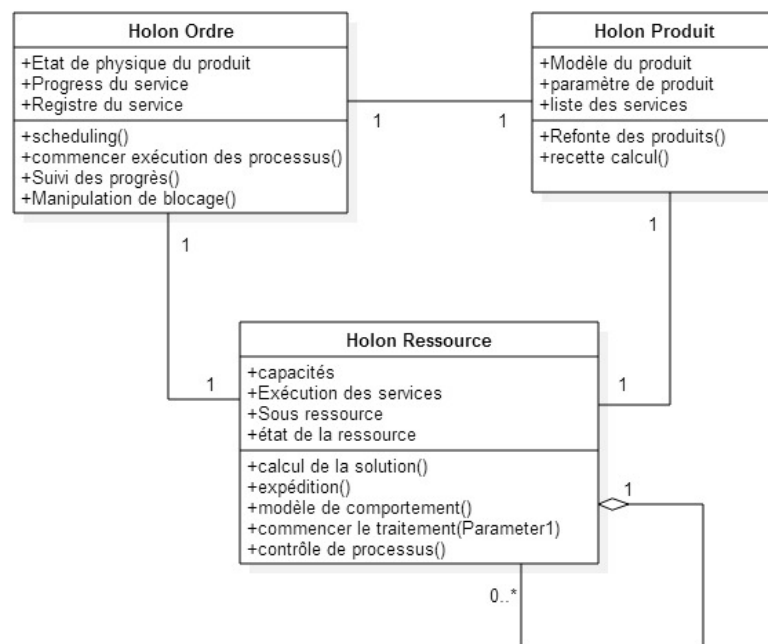 Holon Ordre
+Etat de physique du produit
+Progress du service
+Registre du service
+scheduling()
+commencer exécution des processus()
+Suivi des progrès()
+Manipulation de blocage()
Holon Produit
+Modèle du produit
+paramètre de produit
+liste des services
+Refonte des produits()
+recette calcul()
1
1
1
1
1
1
Holon Ressource
+capacités
+Exécution des services
+Sous ressource
+état de la ressource
+calcul de la solution()
+expédition()
+modèle de comportement()
+commencer le traitement(Parameter1)
+contrôle de processus()
1
0..*